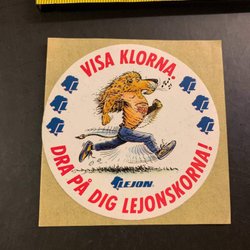 VISA KLORNA.
DRA PÅ DIG LEJONSKORNA!
LEJON